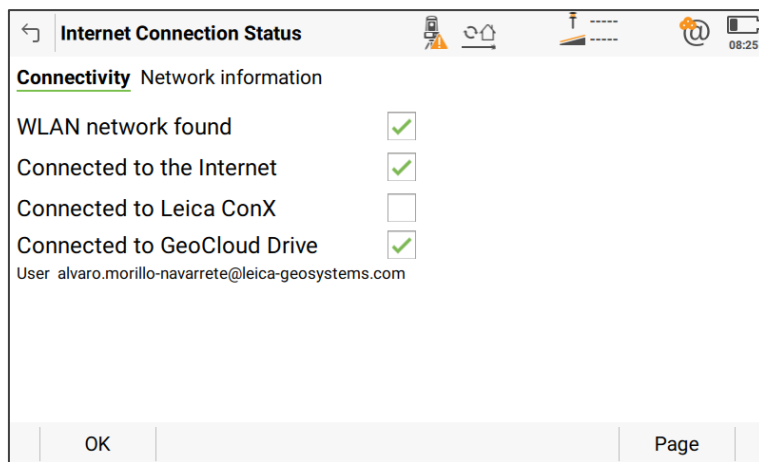 Internet Connection Status
-----
-----
@
08:25
Connectivity Network information
WLAN network found
Connected to the Internet
Connected to Leica ConX
Connected to GeoCloud Drive
User alvaro.morillo-navarrete@leica-geosystems.com
OK Page